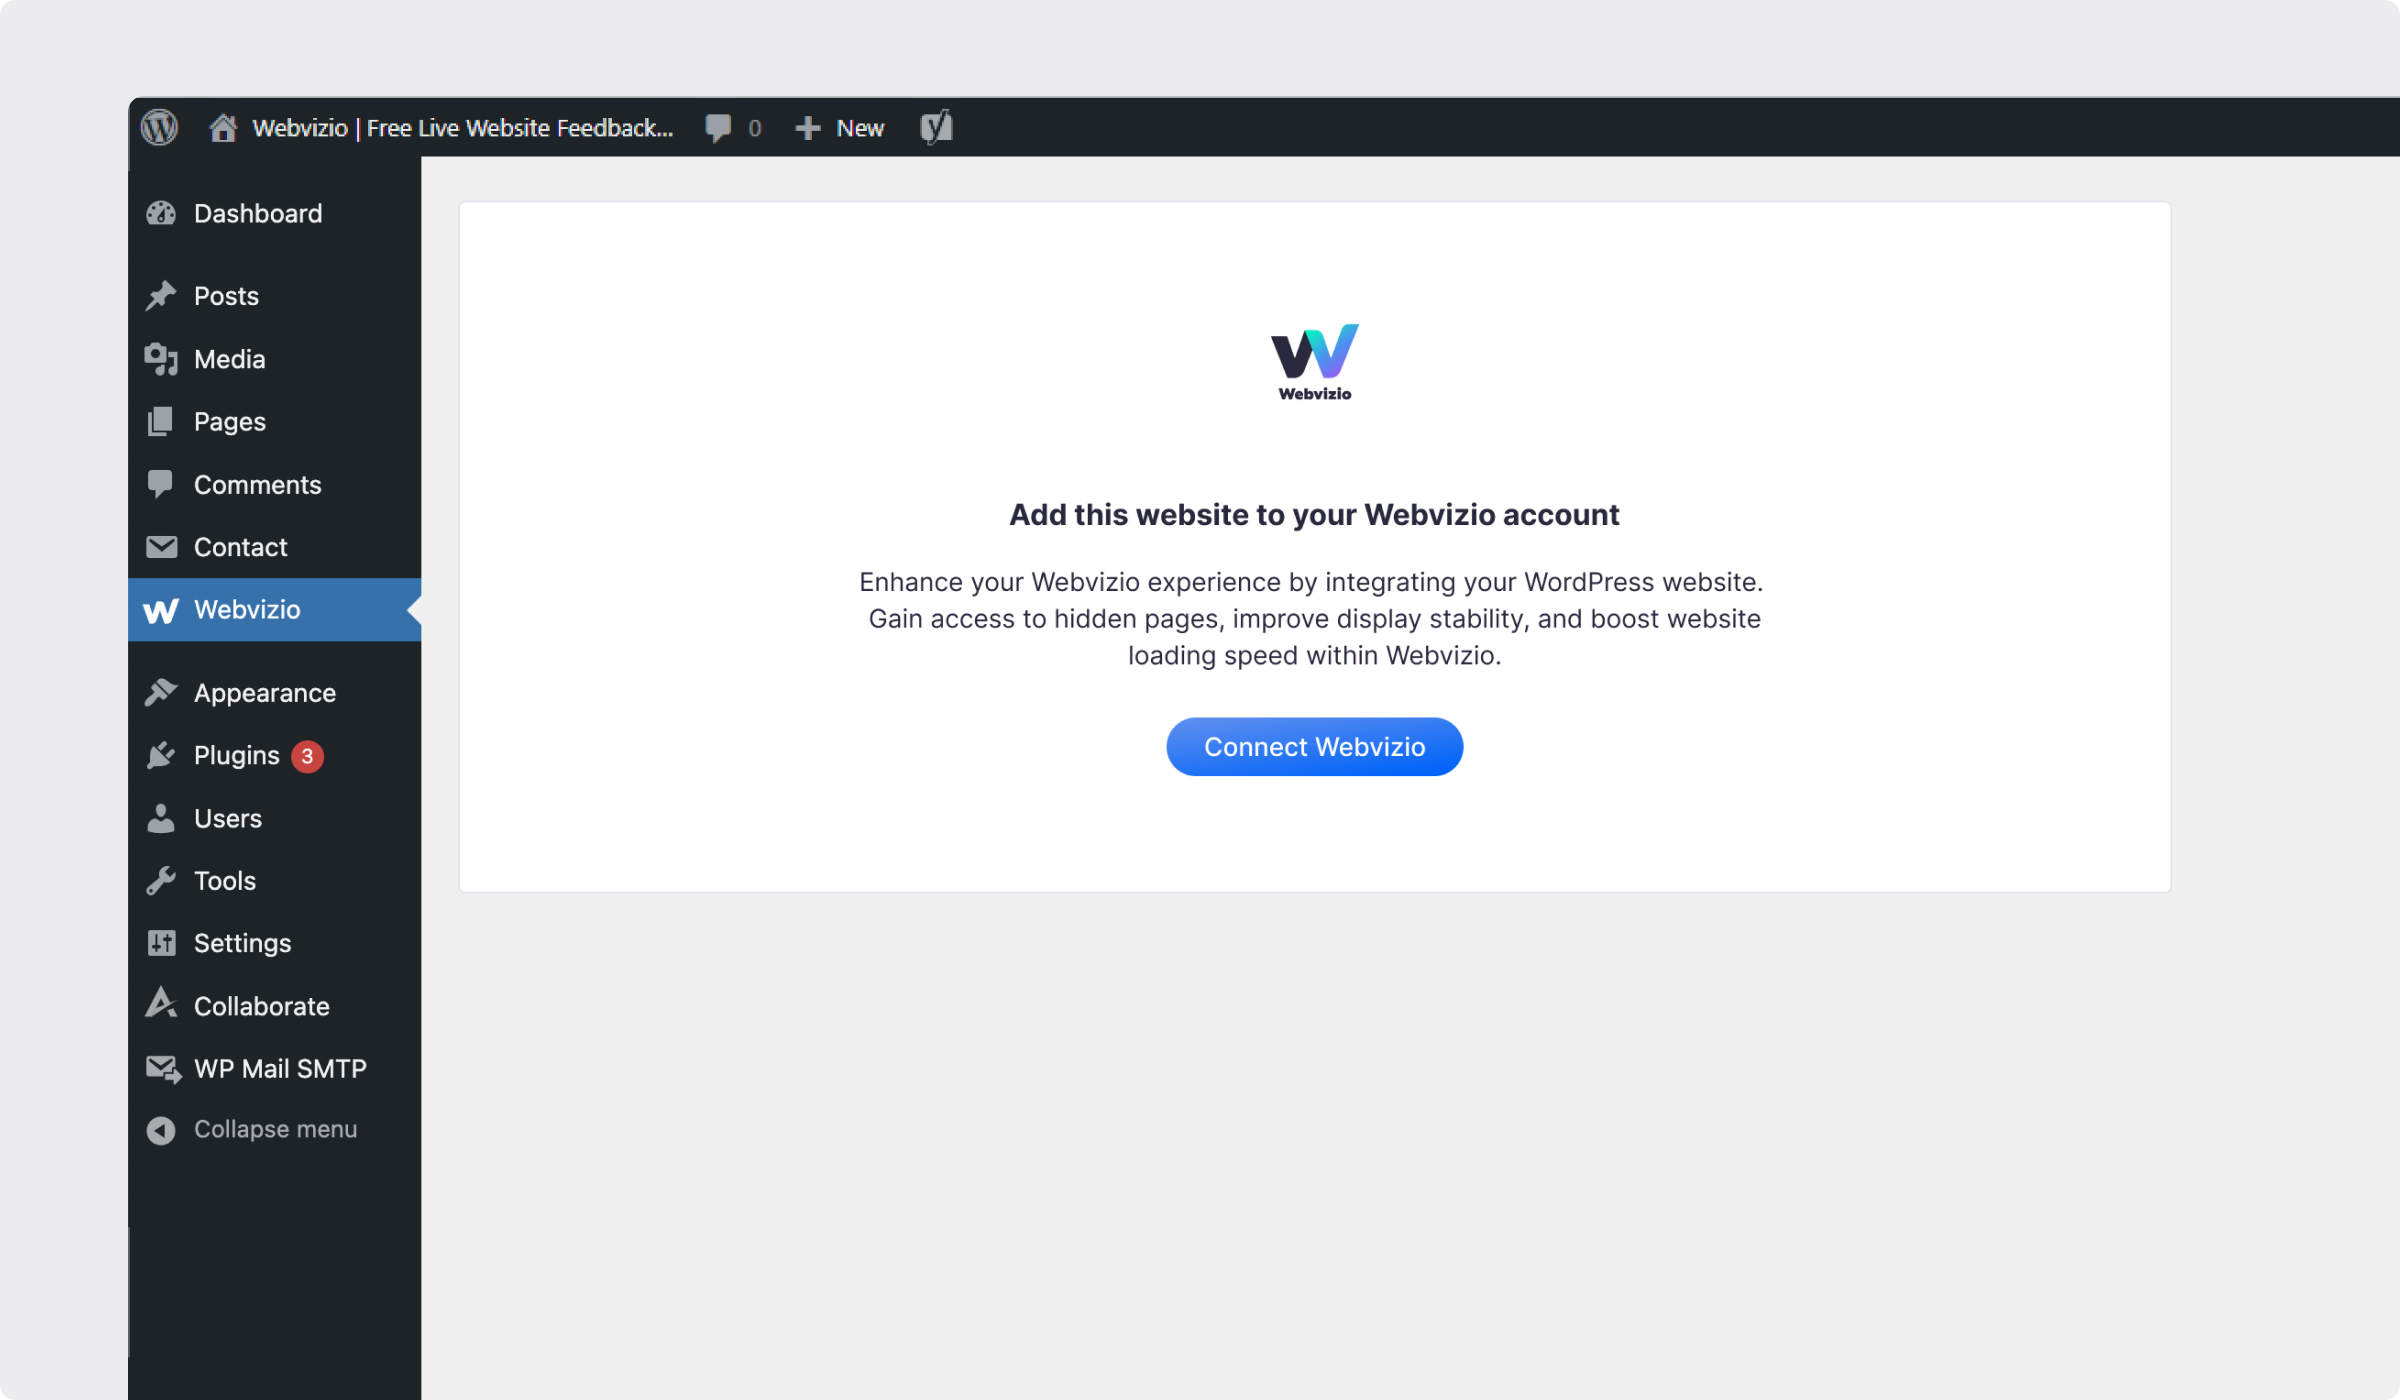 Webvizio | Free Live Website Feedback... 0 New
Dashboard
Posts
Media
Pages
Comments
Contact
Webvizio
Appearance
Plugins 3
Users
Tools
Settings
Collaborate
WP Mail SMTP
Collapse menu
Webvizio
Add this website to your Webvizio account
Enhance your Webvizio experience by integrating your WordPress website.
Gain access to hidden pages, improve display stability, and boost website
loading speed within Webvizio.
Connect Webvizio